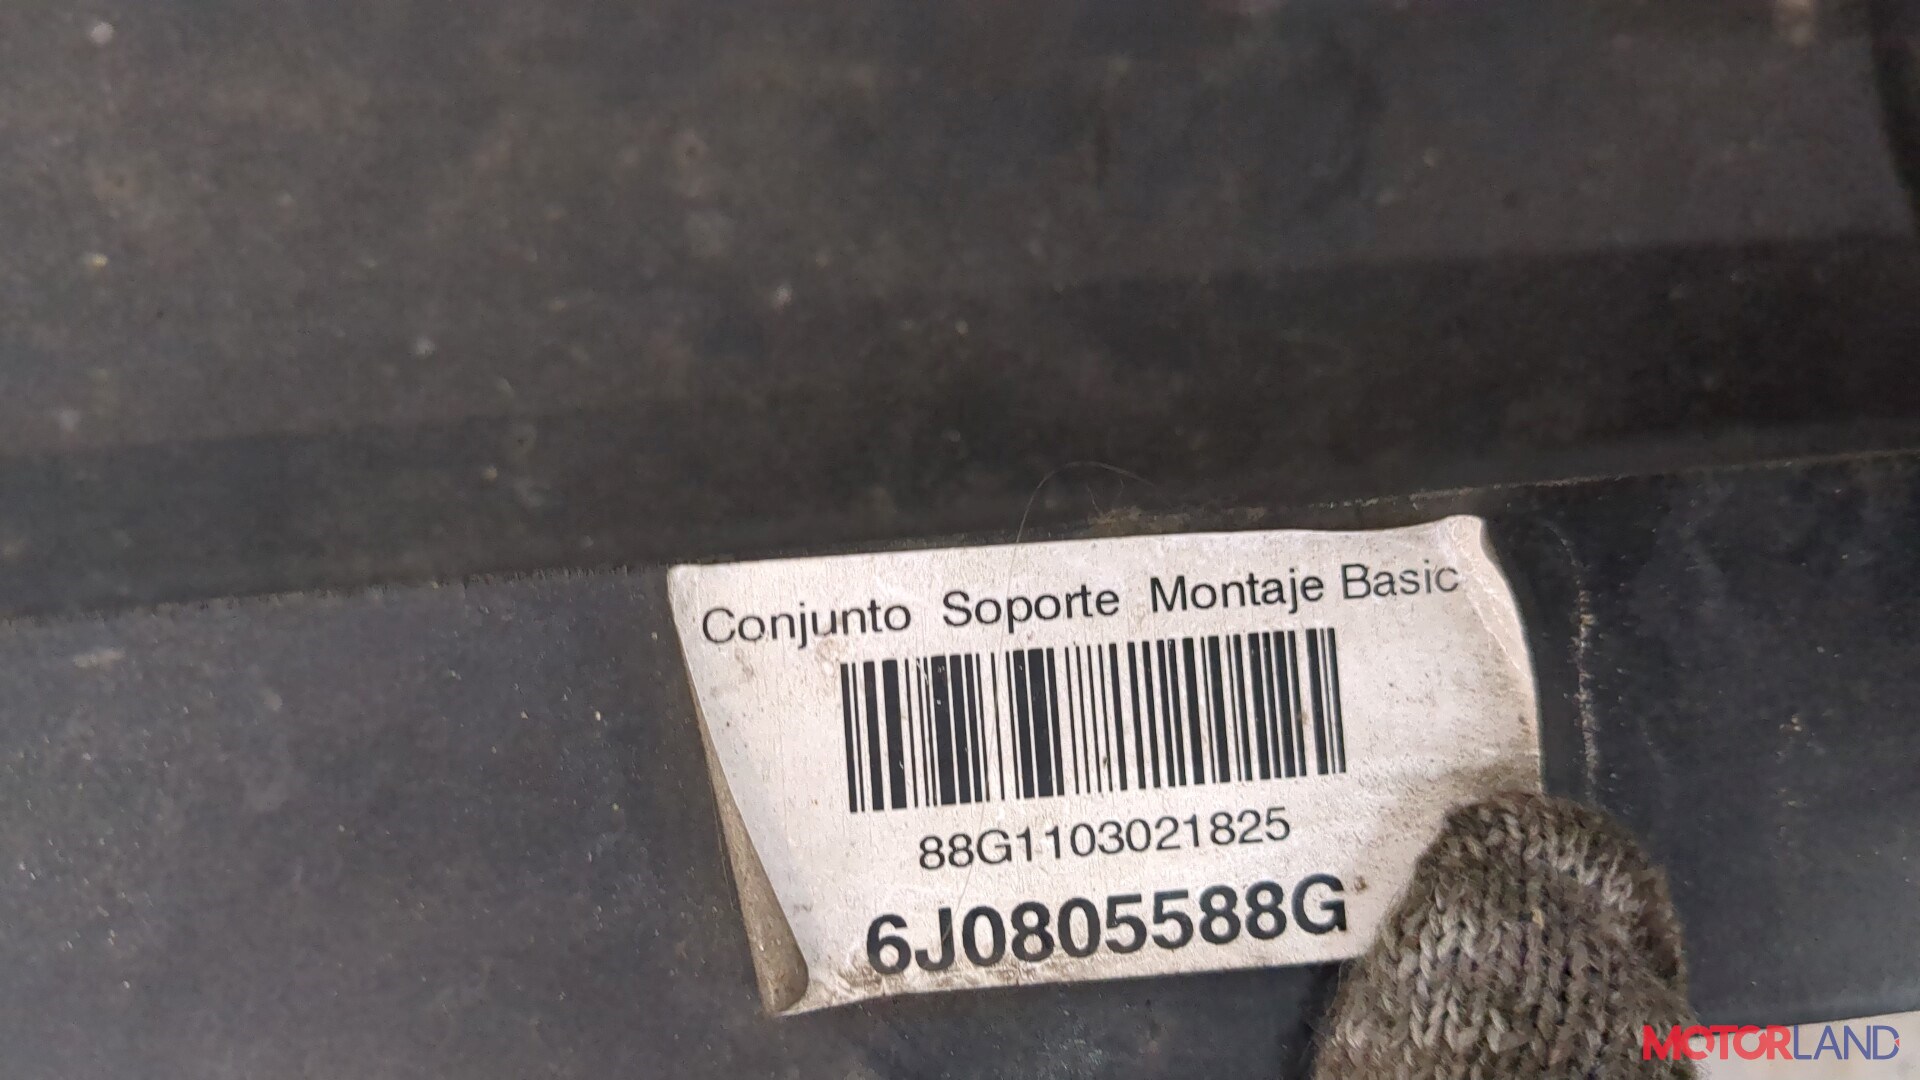 Conjunto Soporte Montaje Basic
88G1103021825
6J0805588G
MOTORLAND